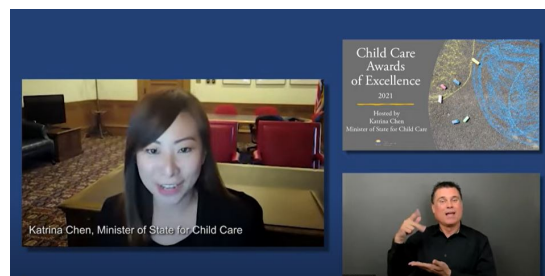 Katrina Chen, Minister of State for Child Care
Child Care
Awards
of Excellence
2021
Hosted by
Katrina Chen
Minister of State for Child Care